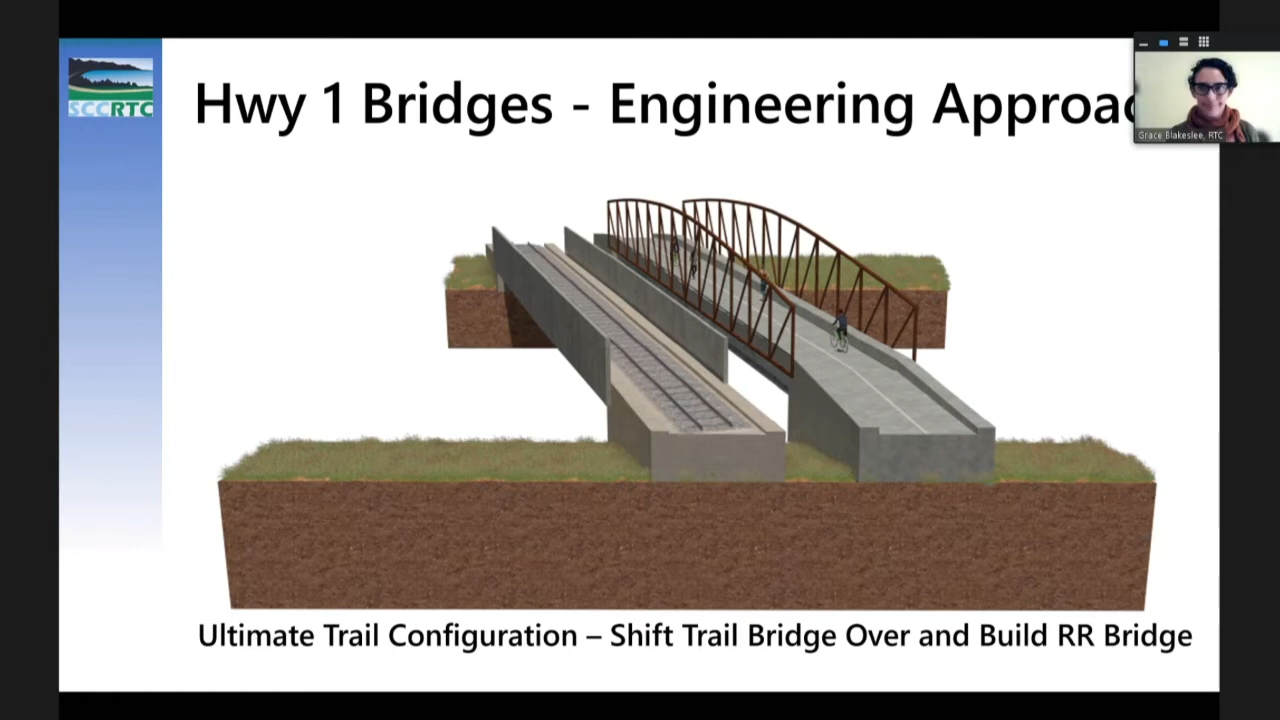 SCCRTC
Hwy 1 Bridges - Engineering Approac
Grace Blakeslee, RTC
Ultimate Trail Configuration – Shift Trail Bridge Over and Build RR Bridge